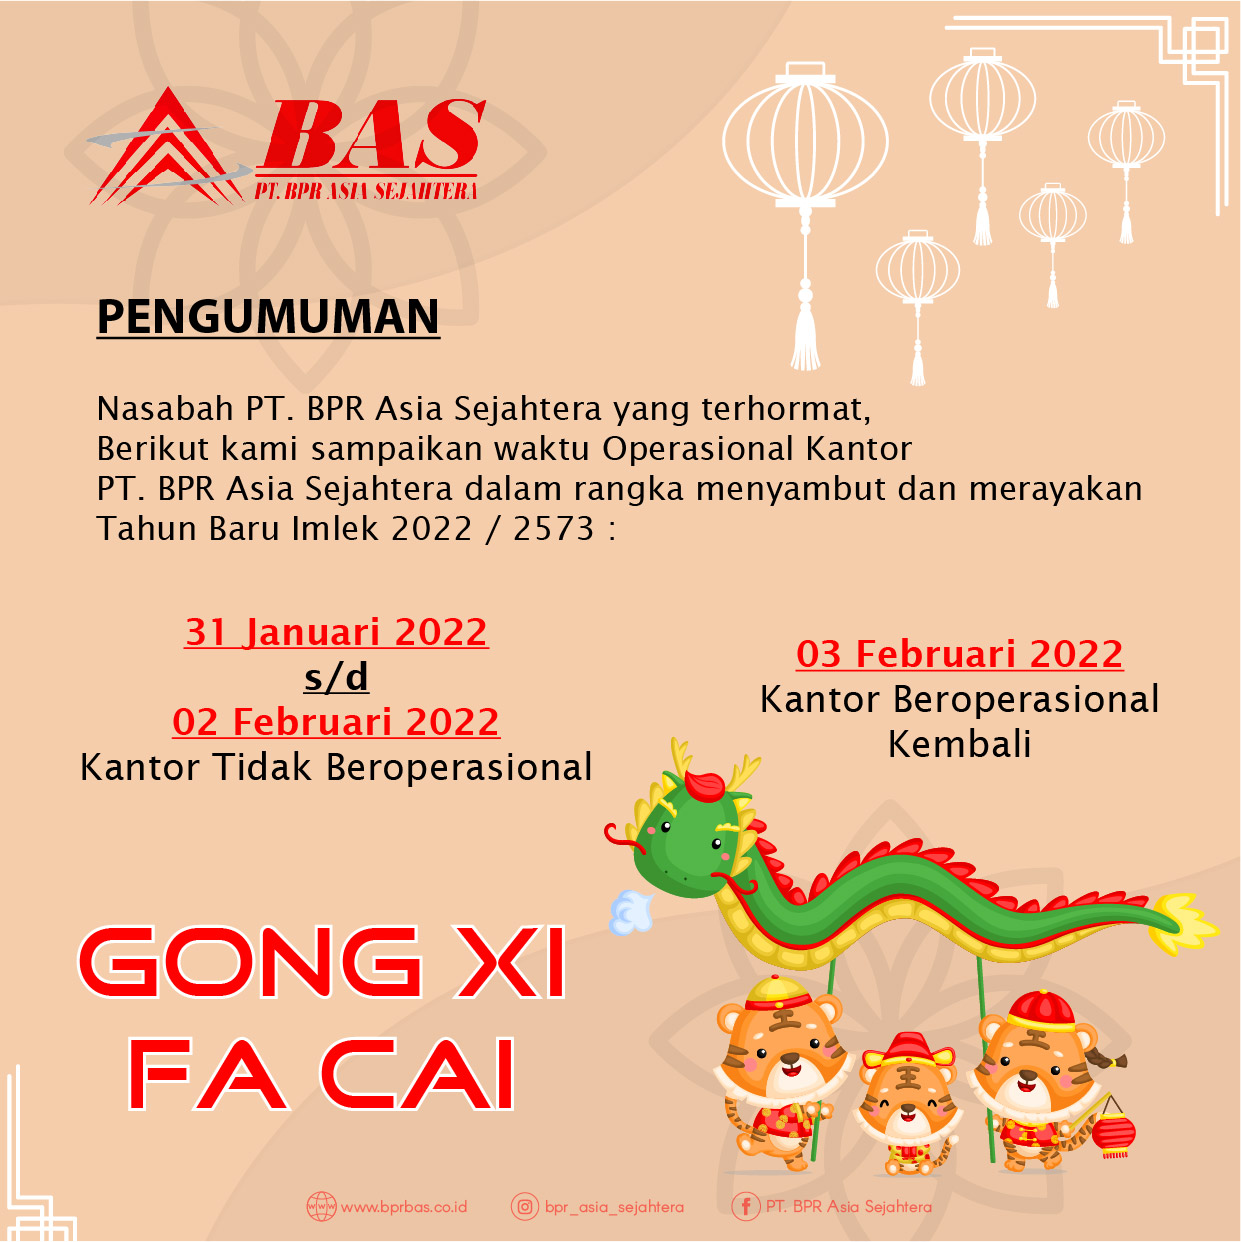 BAS
PT. BPR ASIA SEJAHTERA
PENGUMUMAN
Nasabah PT. BPR Asia Sejahtera yang terhormat,
Berikut kami sampaikan waktu Operasional Kantor
PT. BPR Asia Sejahtera dalam rangka menyambut dan merayakan
Tahun Baru Imlek 2022 / 2573 :
31 Januari 2022
s/d
02 Februari 2022
Kantor Tidak Beroperasional
03 Februari 2022
Kantor Beroperasional
Kembali
GONG XI
FA CAI
王
王
王
www.bprbas.co.id
bpr_asia_sejahtera
PT. BPR Asia Sejahtera